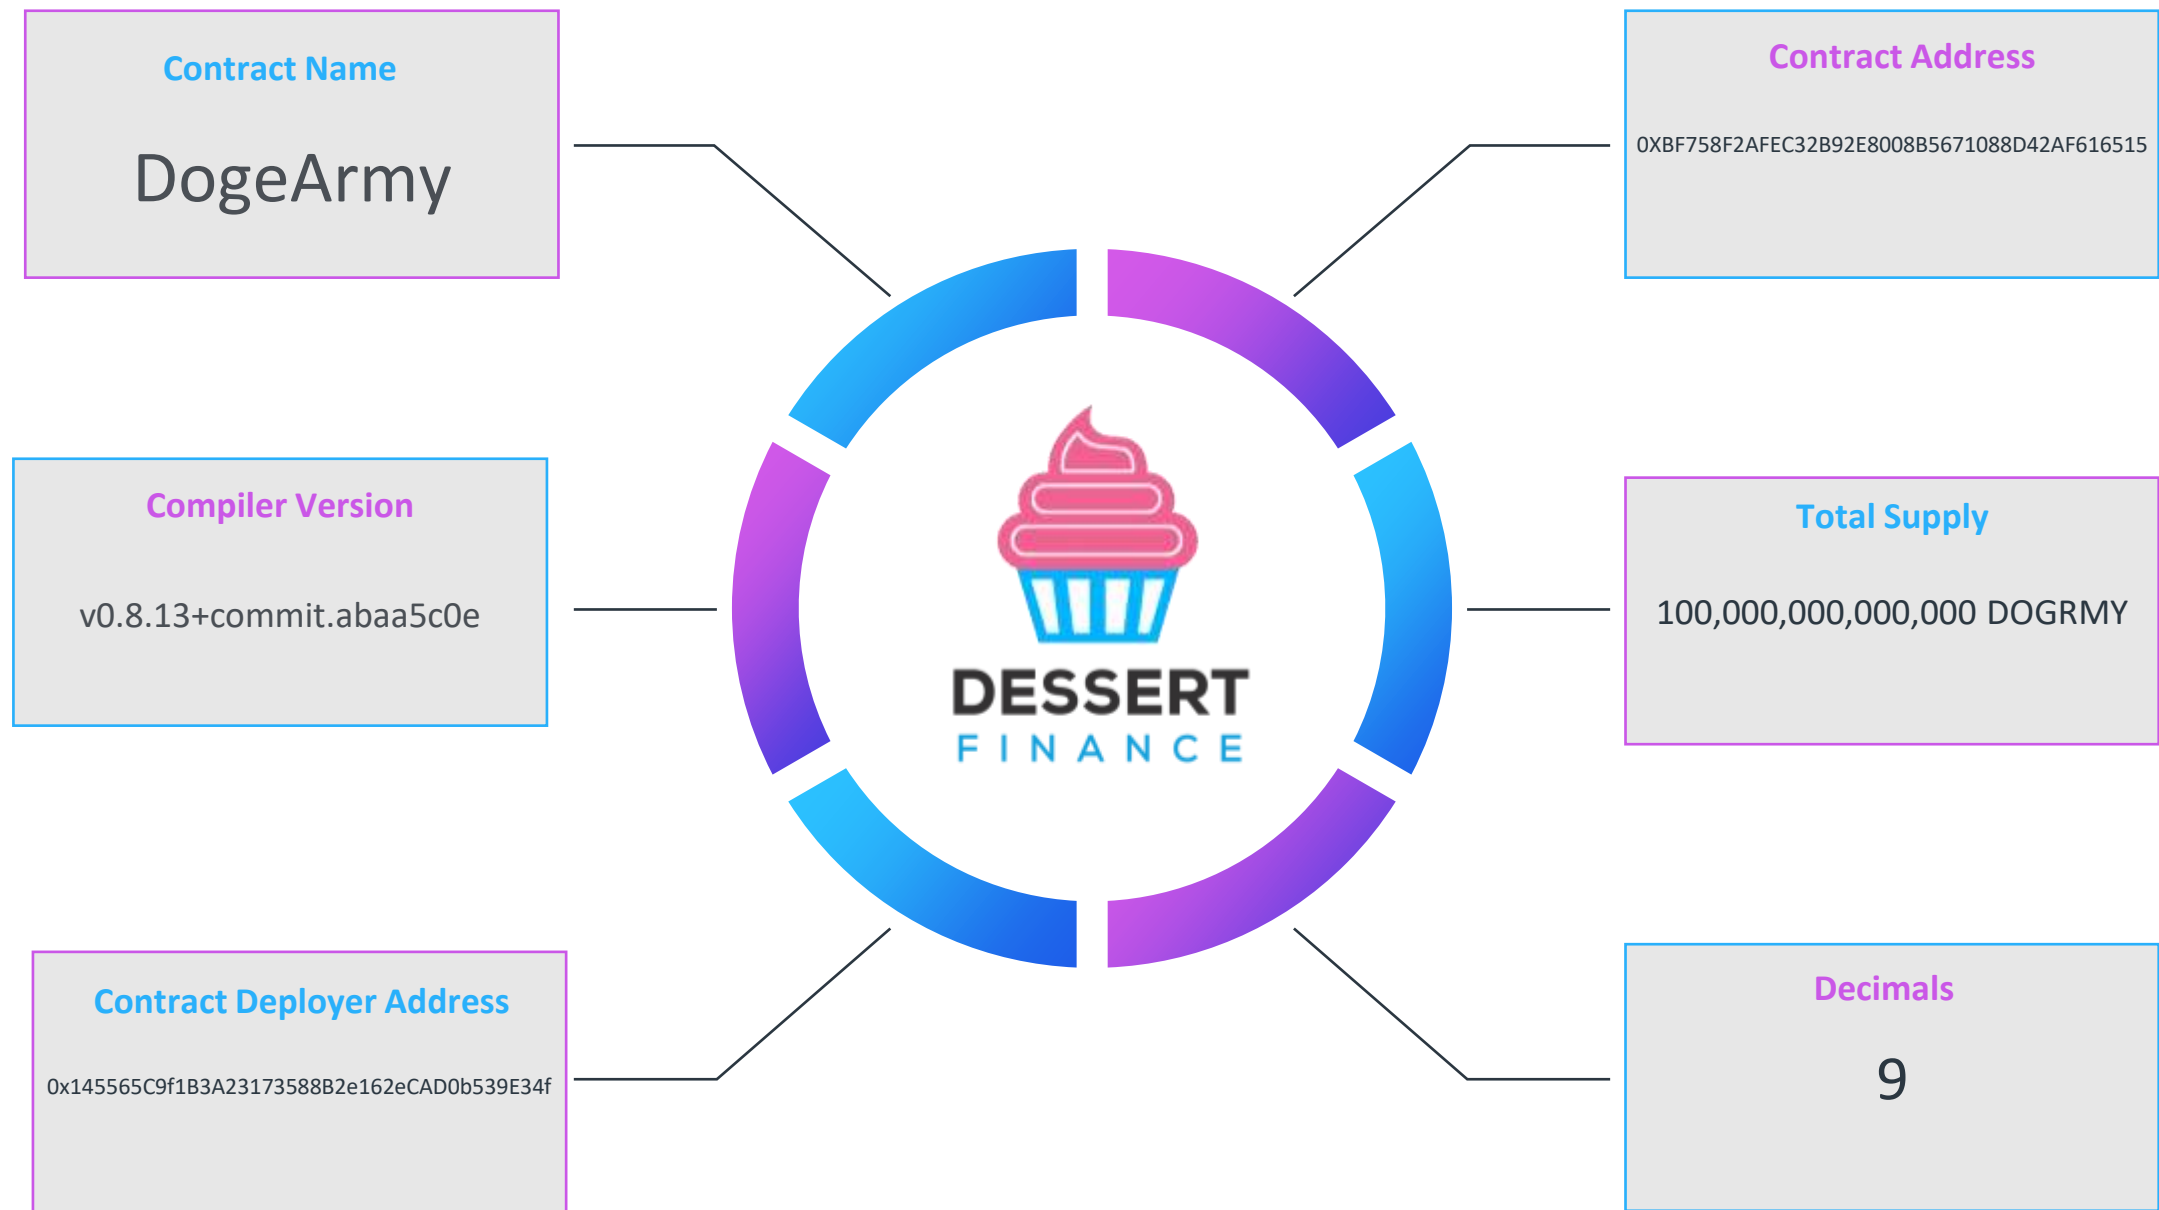 Contract Name
DogeArmy
Contract Address
0XBF758F2AFEC32B92E8008B5671088D42AF616515
Compiler Version
v0.8.13+commit.abaa5c0e
DESSERT
FINANCE
Total Supply
100,000,000,000,000 DOGRMY
Contract Deployer Address
0x145565C9f1B3A23173588B2e162eCAD0b539E34f
Decimals
9